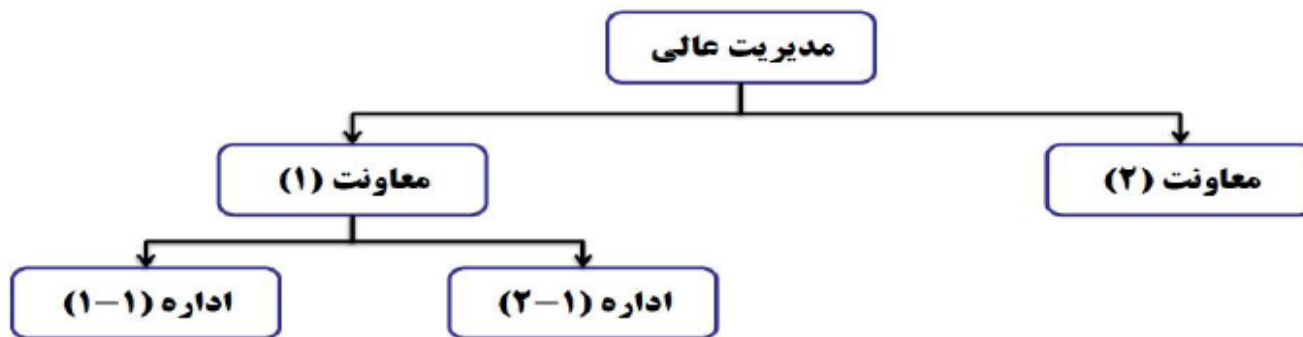 مدیریت عالی
معاونت (۲)
معاونت (۱)
اداره (۱–۲)
اداره (۱–۱)